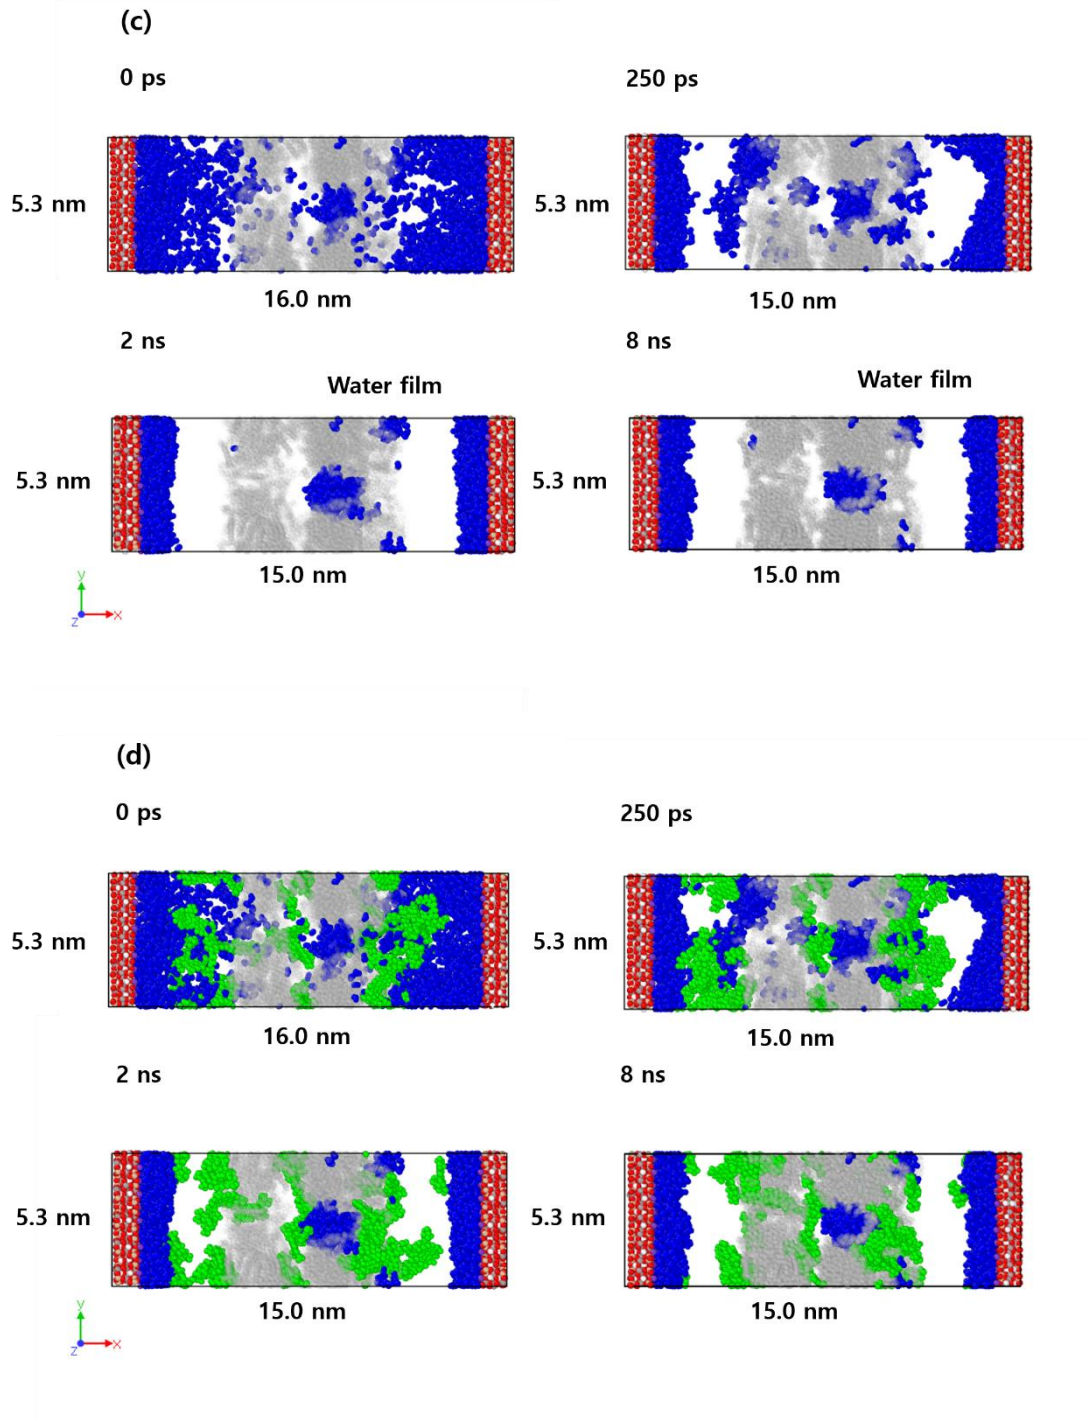 (c)
0 ps
250 ps
5.3 nm
5.3 nm
16.0 nm
15.0 nm
2 ns
8 ns
Water film
Water film
5.3 nm
5.3 nm
15.0 nm
15.0 nm
y
z
x
(d)
0 ps
250 ps
5.3 nm
5.3 nm
16.0 nm
15.0 nm
2 ns
8 ns
5.3 nm
5.3 nm
15.0 nm
15.0 nm
y
z
x